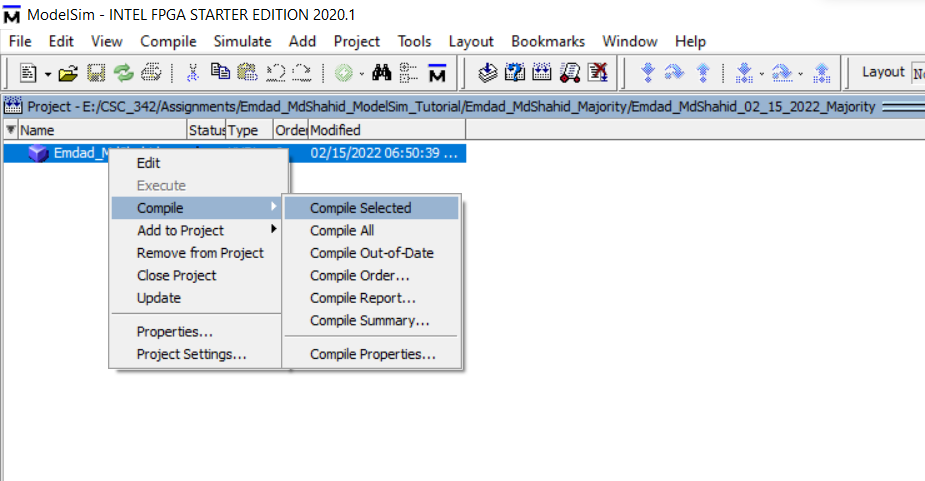 ModelSim - INTEL FPGA STARTER EDITION 2020.1
File Edit View Compile Simulate Add Project Tools Layout Bookmarks Window Help
Layout
Project - E:/CSC_342/Assignments/Emdad_MdShahid_ModelSim_Tutorial/Emdad_MdShahid_Majority/Emdad_MdShahid_02_15_2022_Majority
Name Status Type Order Modified
02/15/2022 06:50:39 ...
Edit
Execute
Compile
Add to Project
Remove from Project
Close Project
Update
Properties...
Project Settings...
Compile Selected
Compile All
Compile Out-of-Date
Compile Order...
Compile Report...
Compile Summary...
Compile Properties...